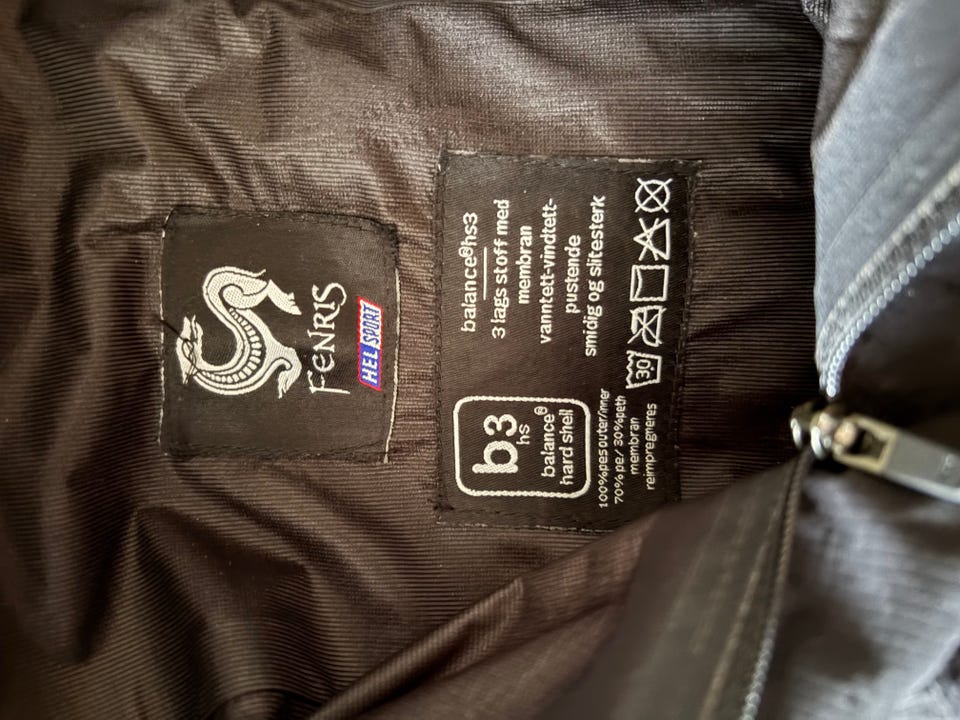 FENRIS
HELSPORT
b3
hs
balance®
hard shell
balance®hs3
3 lags stoff med
membran
vanntett-vindtett-
pustende
smidig og slitesterk
100%pes outer/inner
70%pe/30%peth
membran
reimpregneres
30